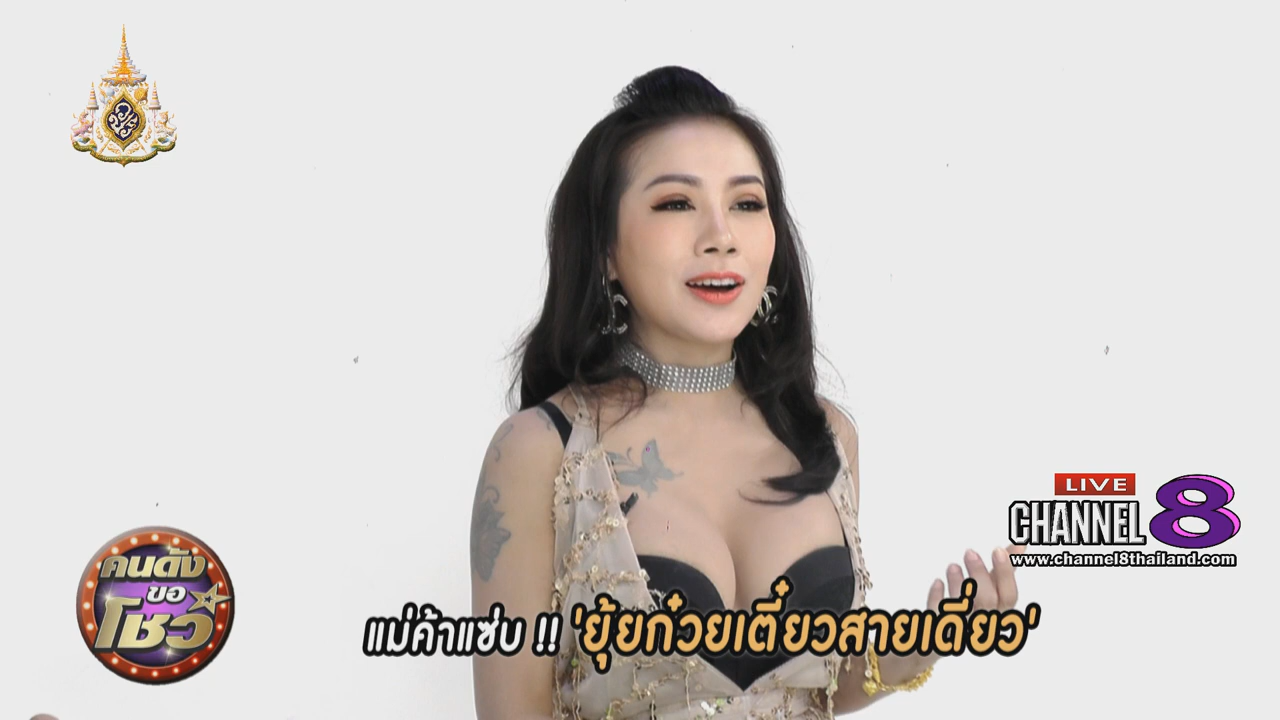 LIVE
CHANNEL 8
www.channel8thailand.com
คนดัง
ขอ
โชว์
แม่ค้าแซ่บ !! 'ยุ้ยก๋วยเตี๋ยวสายเดี่ยว'